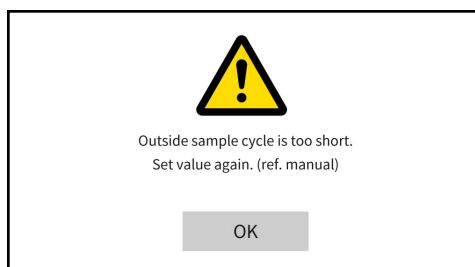 Outside sample cycle is too short.
Set value again. (ref. manual)
OK